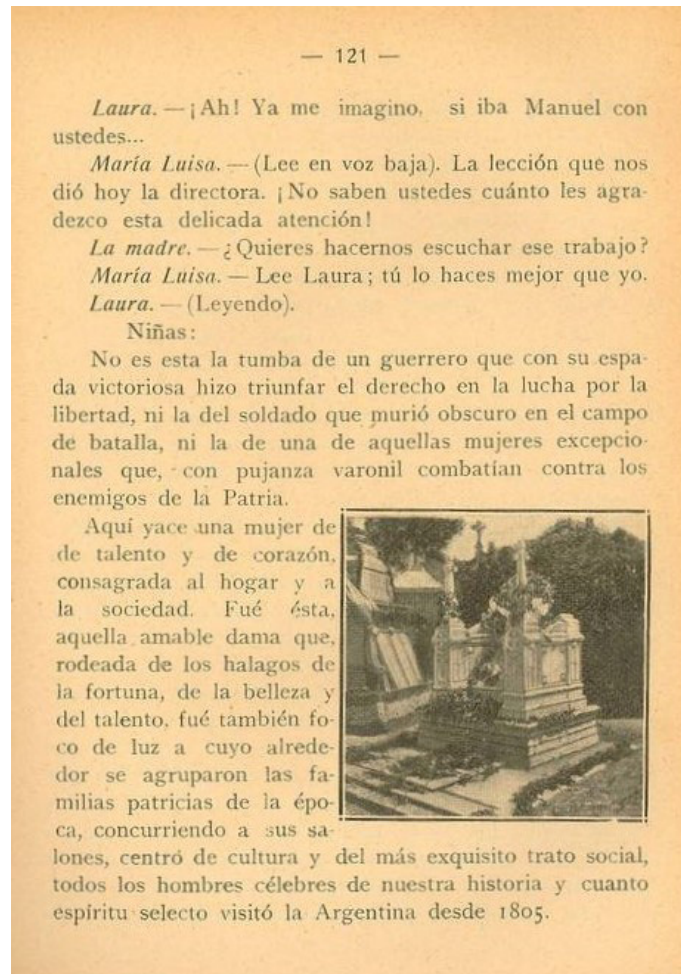 — 121 —
Laura. — ¡Ah! Ya me imagino, si iba Manuel con
ustedes...
María Luisa. — (Lee en voz baja). La lección que nos
dió hoy la directora. ¡No saben ustedes cuánto les agra-
dezco esta delicada atención!
La madre. — ¿Quieres hacernos escuchar ese trabajo?
María Luisa. — Lee Laura; tú lo haces mejor que yo.
Laura. — (Leyendo).
Niñas:
No es esta la tumba de un guerrero que con su espa-
da victoriosa hizo triunfar el derecho en la lucha por la
libertad, ni la del soldado que murió obscuro en el campo
de batalla, ni la de una de aquellas mujeres excepcio-
nales que, con pujanza varonil combatían contra los
enemigos de la Patria.
Aquí yace una mujer de
de talento y de corazón,
consagrada al hogar y a
la sociedad. Fué ésta,
aquella amable dama que,
rodeada de los halagos de
la fortuna, de la belleza y
del talento, fué también fo-
co de luz a cuyo alrede-
dor se agruparon las fa-
milias patricias de la épo-
ca, concurriendo a sus sa-
lones, centro de cultura y del más exquisito trato social,
todos los hombres célebres de nuestra historia y cuanto
espíritu selecto visitó la Argentina desde 1805.